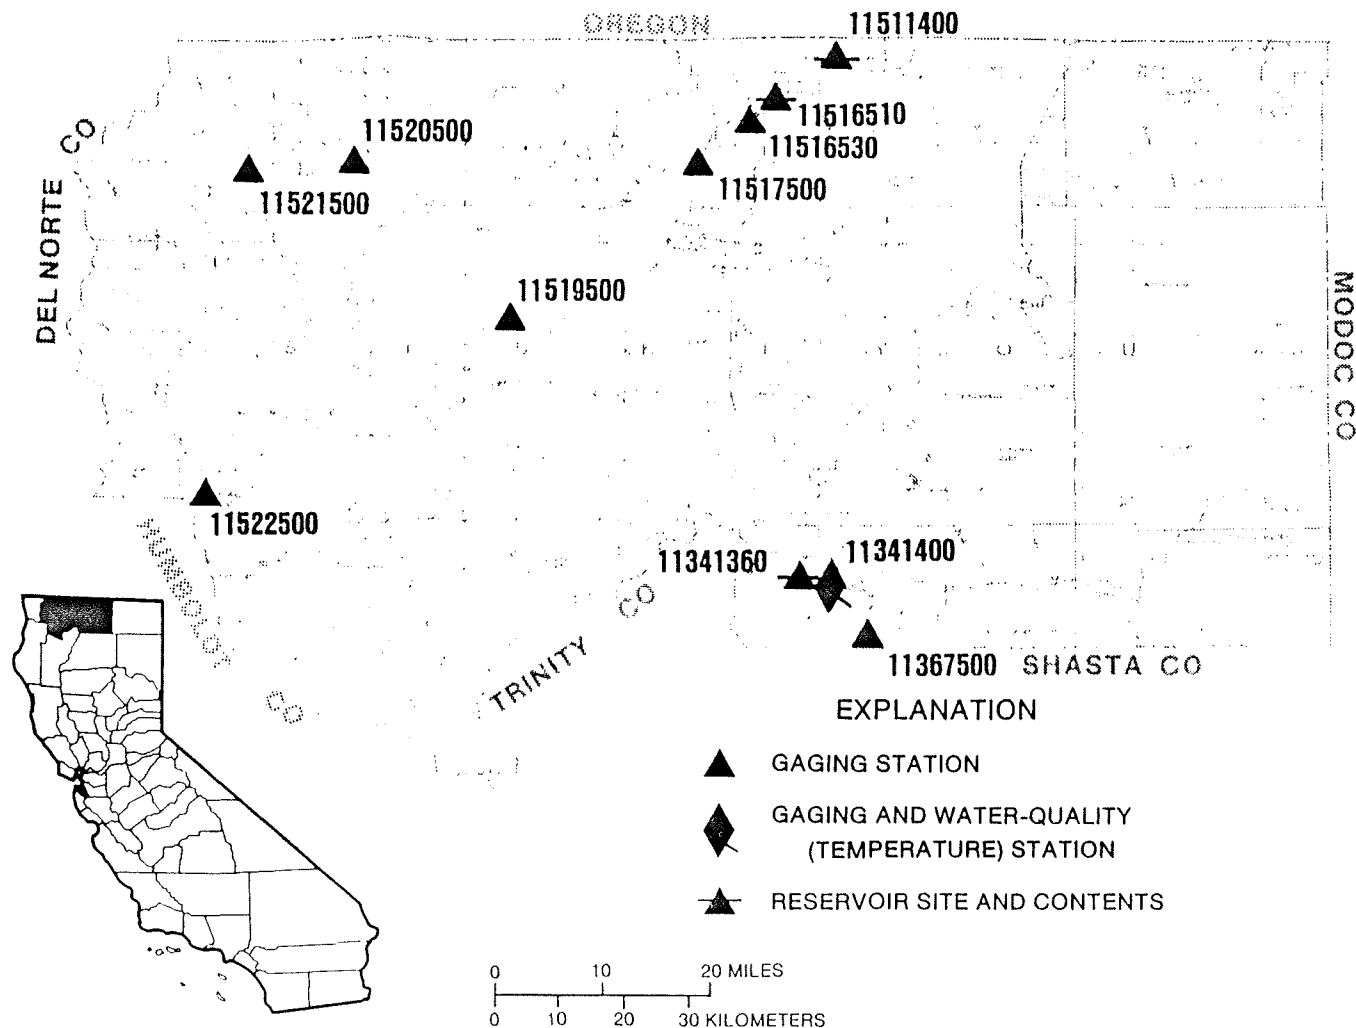 OREGON
11511400
11516510
11516530
11517500
11520500
11521500
DEL NORTE CO
11519500
MODOC CO
S I S K I Y O U
11522500
HUMBOLDT CO
11341360
11341400
TRINITY CO
11367500
SHASTA CO
EXPLANATION
GAGING STATION
GAGING AND WATER-QUALITY
(TEMPERATURE) STATION
RESERVOIR SITE AND CONTENTS
0 10 20 MILES
0 10 20 30 KILOMETERS